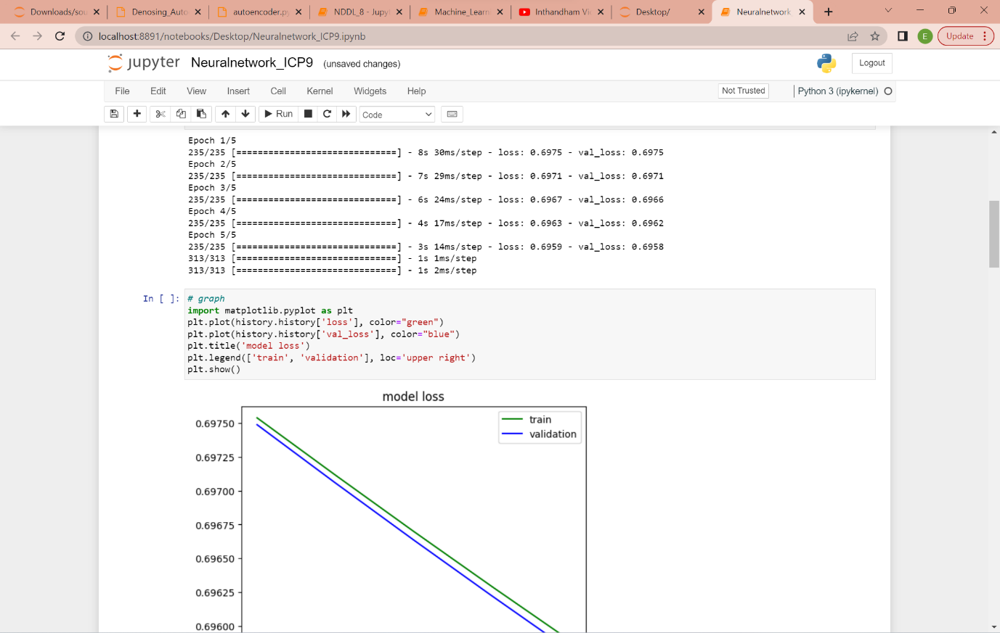 Downloads/sou
Denosing_Auto
autoencoder.py
NDDL_8 - Jupyt
Machine_Learn
Inthandham Vi
Desktop/
Neuralnetwork
localhost:8891/notebooks/Desktop/Neuralnetwork_ICP9.ipynb
E
Update
jupyter Neuralnetwork_ICP9 (unsaved changes)
Logout
File Edit View Insert Cell Kernel Widgets Help
Not Trusted
Python 3 (ipykernel)
Run
Code
Epoch 1/5
235/235 [==============================] - 8s 30ms/step - loss: 0.6975 - val_loss: 0.6975
Epoch 2/5
235/235 [==============================] - 7s 29ms/step - loss: 0.6971 - val_loss: 0.6971
Epoch 3/5
235/235 [==============================] - 6s 24ms/step - loss: 0.6967 - val_loss: 0.6966
Epoch 4/5
235/235 [==============================] - 4s 17ms/step - loss: 0.6963 - val_loss: 0.6962
Epoch 5/5
235/235 [==============================] - 3s 14ms/step - loss: 0.6959 - val_loss: 0.6958
313/313 [==============================] - 1s 1ms/step
313/313 [==============================] - 1s 2ms/step
In [ ]: # graph
import matplotlib.pyplot as plt
plt.plot(history.history['loss'], color="green")
plt.plot(history.history['val_loss'], color="blue")
plt.title('model loss')
plt.legend(['train', 'validation'], loc='upper right')
plt.show()
model loss
train
validation
0.69750
0.69725
0.69700
0.69675
0.69650
0.69625
0.69600